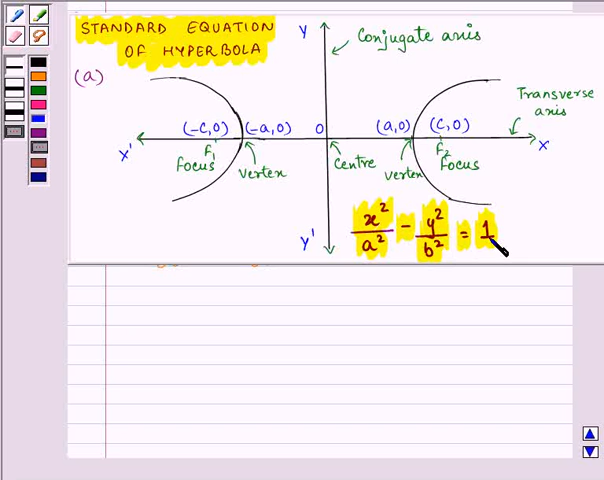 STANDARD EQUATION
OF HYPERBOLA
(a)
Y
Conjugate axis
Transverse
axis
(-c,0) (-a,0) O (a,0) (c,0)
X' X
F₁ F₂
focus vertex Centre vertex focus
Y'
x²/a² - y²/b² = 1